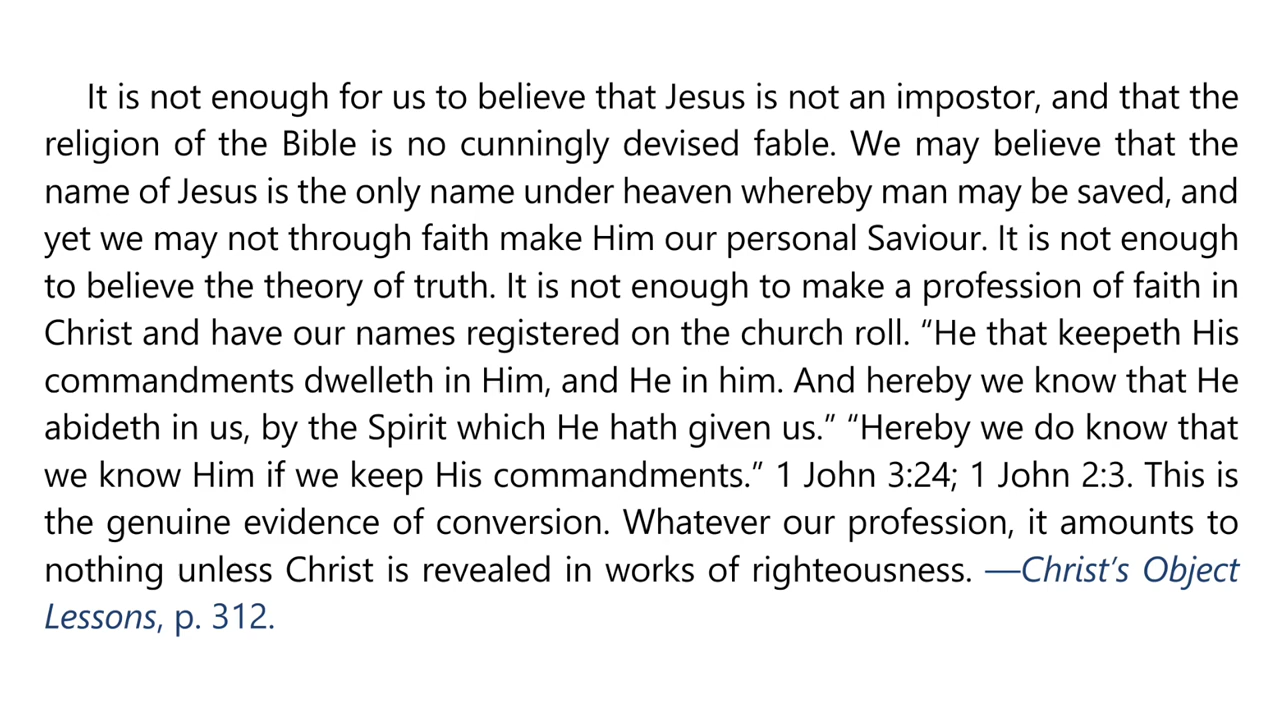 It is not enough for us to believe that Jesus is not an impostor, and that the
religion of the Bible is no cunningly devised fable. We may believe that the
name of Jesus is the only name under heaven whereby man may be saved, and
yet we may not through faith make Him our personal Saviour. It is not enough
to believe the theory of truth. It is not enough to make a profession of faith in
Christ and have our names registered on the church roll. “He that keepeth His
commandments dwelleth in Him, and He in him. And hereby we know that He
abideth in us, by the Spirit which He hath given us.” “Hereby we do know that
we know Him if we keep His commandments.” 1 John 3:24; 1 John 2:3. This is
the genuine evidence of conversion. Whatever our profession, it amounts to
nothing unless Christ is revealed in works of righteousness. —Christ’s Object
Lessons, p. 312.